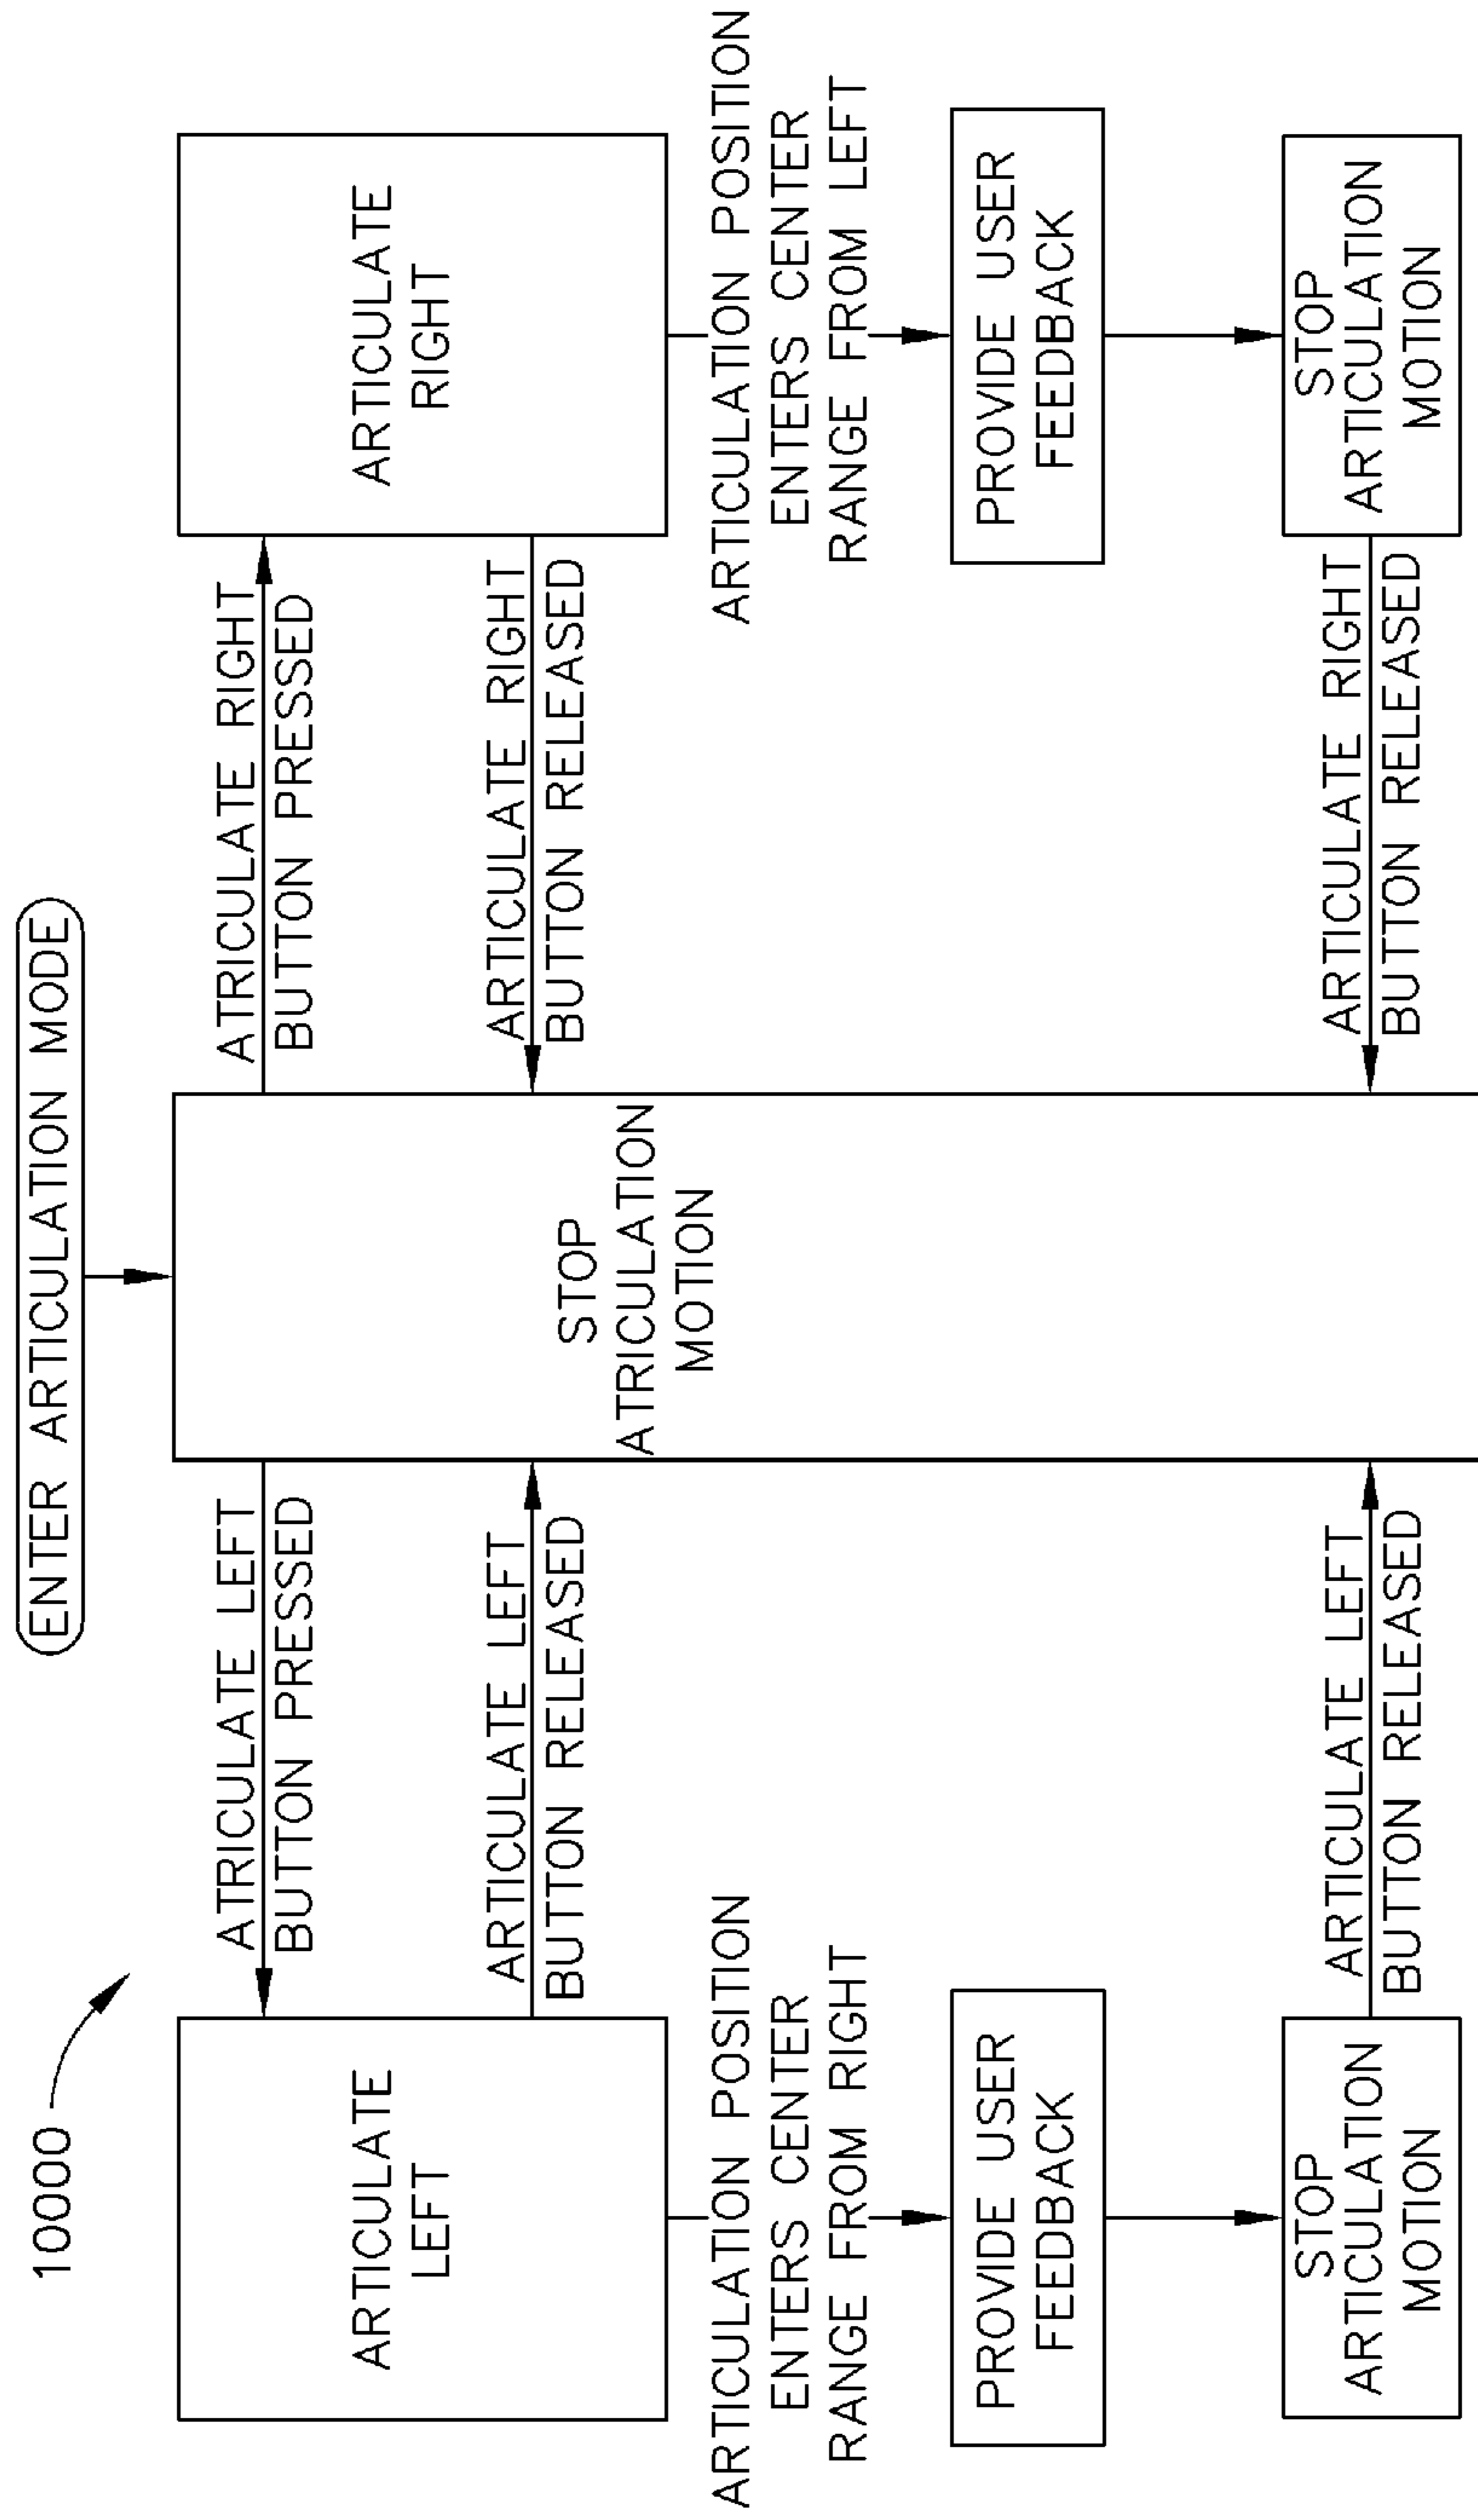 10000
ENTER ARTICULATION MODE
ATRICULATE LEFT
BUTTON PRESSED
ATRICULATE RIGHT
BUTTON PRESSED
ARTICULATE
LEFT
ARTICULATE LEFT
BUTTON RELEASED
STOP
ATRICULATION
MOTION
ARTICULATE RIGHT
BUTTON RELEASED
ARTICULATE
RIGHT
ARTICULATION POSITION
ENTERS CENTER
RANGE FROM RIGHT
ARTICULATION POSITION
ENTERS CENTER
RANGE FROM LEFT
PROVIDE USER
FEEDBACK
PROVIDE USER
FEEDBACK
STOP
ARTICULATION
MOTION
ARTICULATE LEFT
BUTTON RELEASED
ARTICULATE RIGHT
BUTTON RELEASED
STOP
ARTICULATION
MOTION